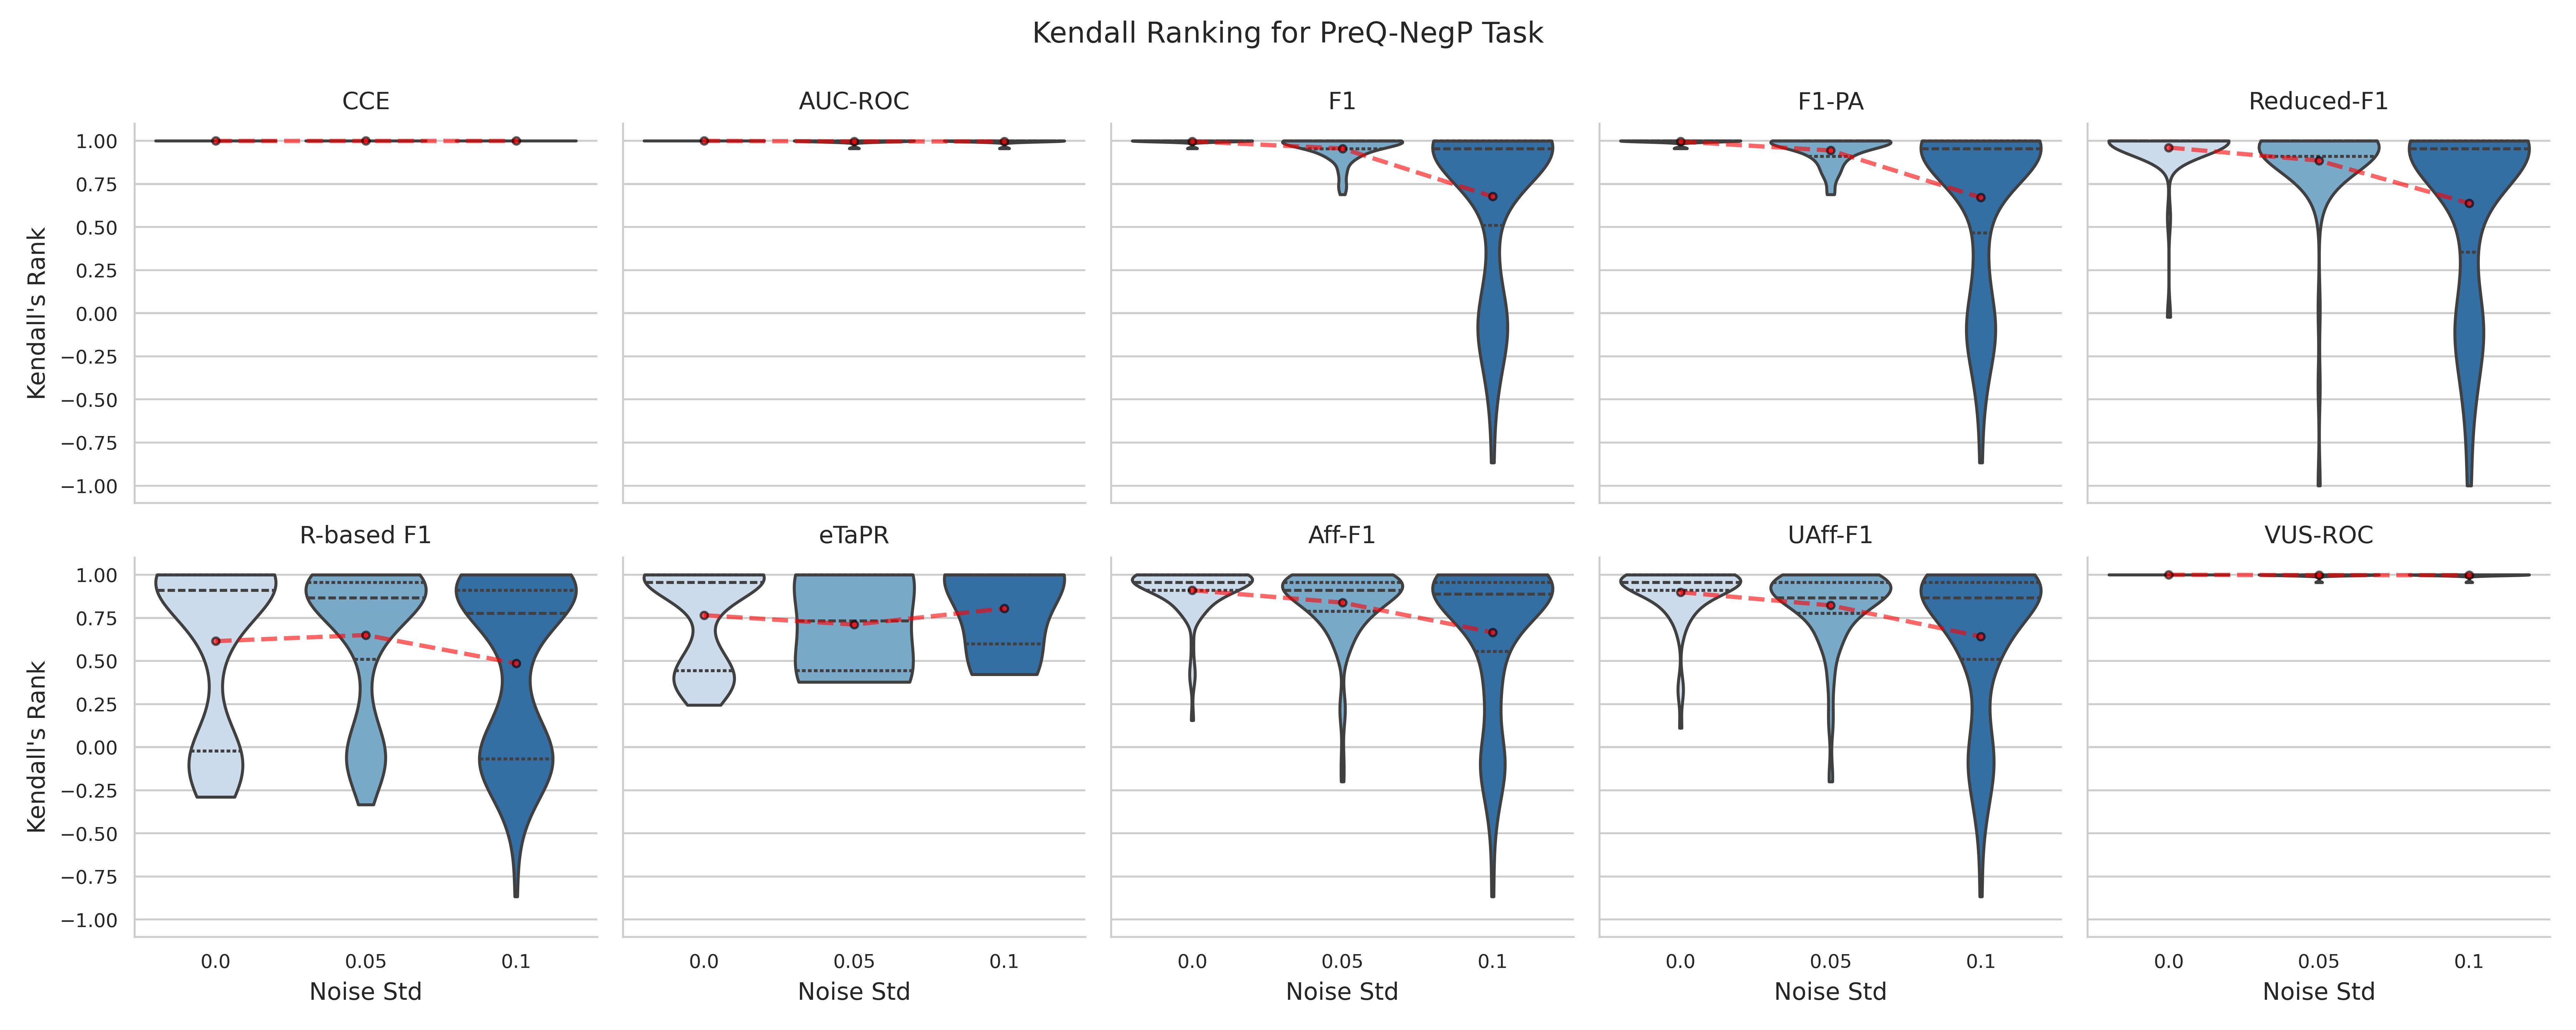 Kendall Ranking for PreQ-NegP Task
CCE
AUC-ROC
F1
F1-PA
Reduced-F1
Kendall's Rank
1.00
0.75
0.50
0.25
0.00
−0.25
−0.50
−0.75
−1.00
R-based F1
eTaPR
Aff-F1
UAff-F1
VUS-ROC
Kendall's Rank
1.00
0.75
0.50
0.25
0.00
−0.25
−0.50
−0.75
−1.00
0.0 0.05 0.1
Noise Std
0.0 0.05 0.1
Noise Std
0.0 0.05 0.1
Noise Std
0.0 0.05 0.1
Noise Std
0.0 0.05 0.1
Noise Std